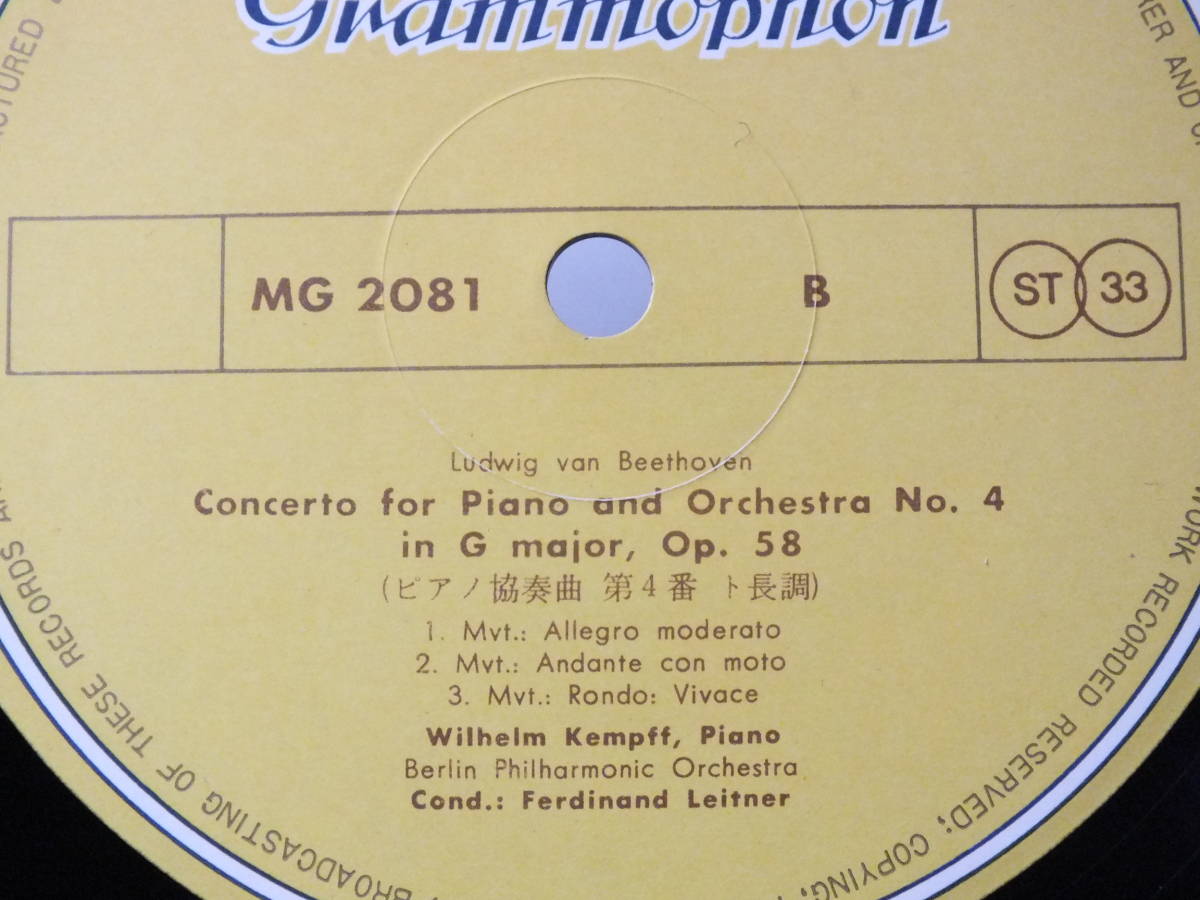 Grammophon
MG 2081
B
ST 33
Ludwig van Beethoven
Concerto for Piano and Orchestra No. 4
in G major, Op. 58
(ピアノ協奏曲 第4番 ト長調)
1. Mvt.: Allegro moderato
2. Mvt.: Andante con moto
3. Mvt.: Rondo: Vivace
Wilhelm Kempff, Piano
Berlin Philharmonic Orchestra
Cond.: Ferdinand Leitner
WORK RECORDED RESERVED; COPYING,
BROADCASTING OF THESE RECORDS